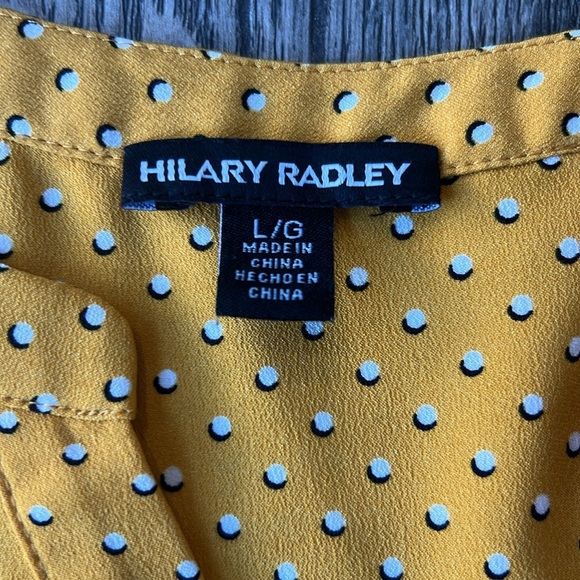 HILARY RADLEY
L/G
MADE IN
CHINA
HECHO EN
CHINA